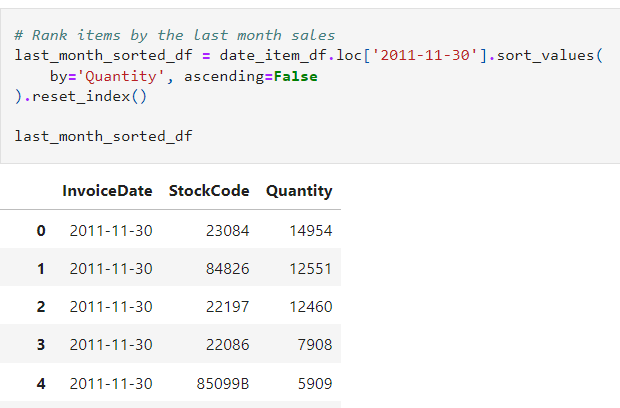 # Rank items by the last month sales
last_month_sorted_df = date_item_df.loc['2011-11-30'].sort_values(
    by='Quantity', ascending=False
).reset_index()
last_month_sorted_df
InvoiceDate StockCode Quantity
0 2011-11-30 23084 14954
1 2011-11-30 84826 12551
2 2011-11-30 22197 12460
3 2011-11-30 22086 7908
4 2011-11-30 85099B 5909